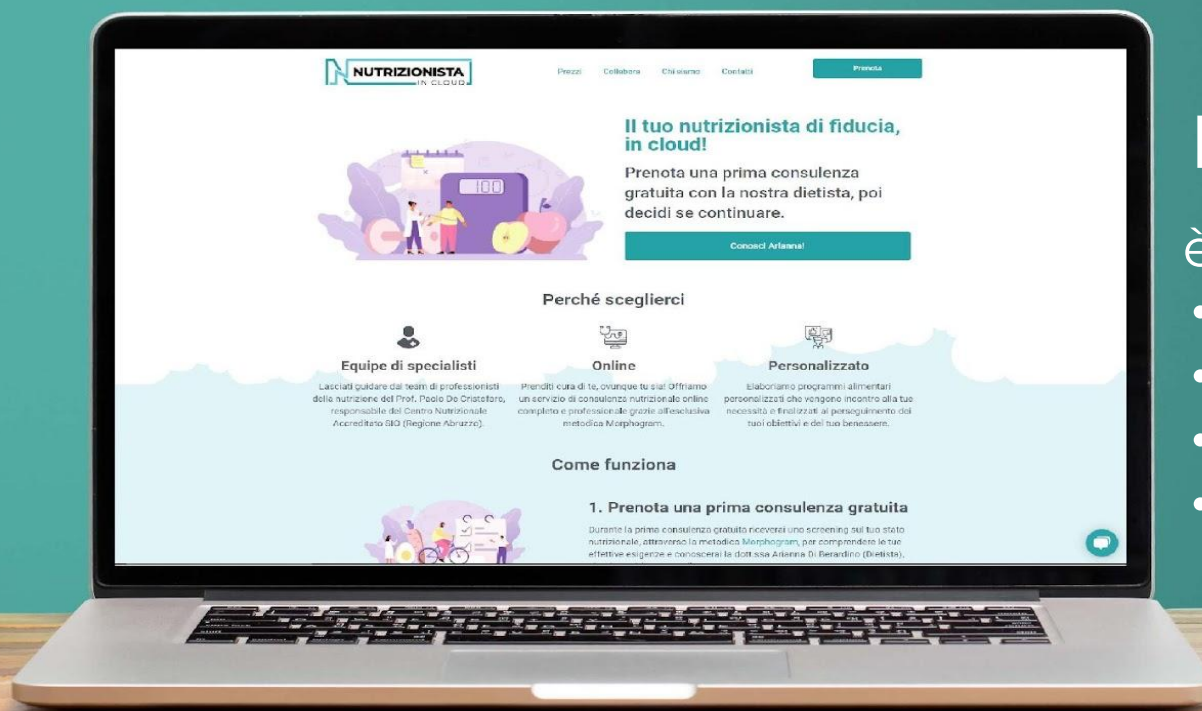 NUTRIZIONISTA
IN CLOUD
Prezzi Collabora Chi siamo Contatti Prenota
Il tuo nutrizionista di fiducia,
in cloud!
Prenota una prima consulenza
gratuita con la nostra dietista, poi
decidi se continuare.
Conosci Arianna!
100
Perché sceglierci
Equipe di specialisti
Lasciati guidare dal team di professionisti
della nutrizione del Prof. Paolo De Cristofaro,
responsabile del Centro Nutrizionale
Accreditato SIO (Regione Abruzzo).
Online
Prenditi cura di te, ovunque tu sia! Offriamo
un servizio di consulenza nutrizionale online
completo e professionale grazie all'esclusiva
metodica Morphogram.
Personalizzato
Elaboriamo programmi alimentari
personalizzati che vengono incontro alla tue
necessità e finalizzati al perseguimento dei
tuoi obiettivi e del tuo benessere.
Come funziona
1. Prenota una prima consulenza gratuita
Durante la prima consulenza gratuita riceverai uno screening sul tuo stato
nutrizionale, attraverso la metodica Morphogram, per comprendere le tue
effettive esigenze e conoscerai la dott.ssa Arianna Di Berardino (Dietista),
è